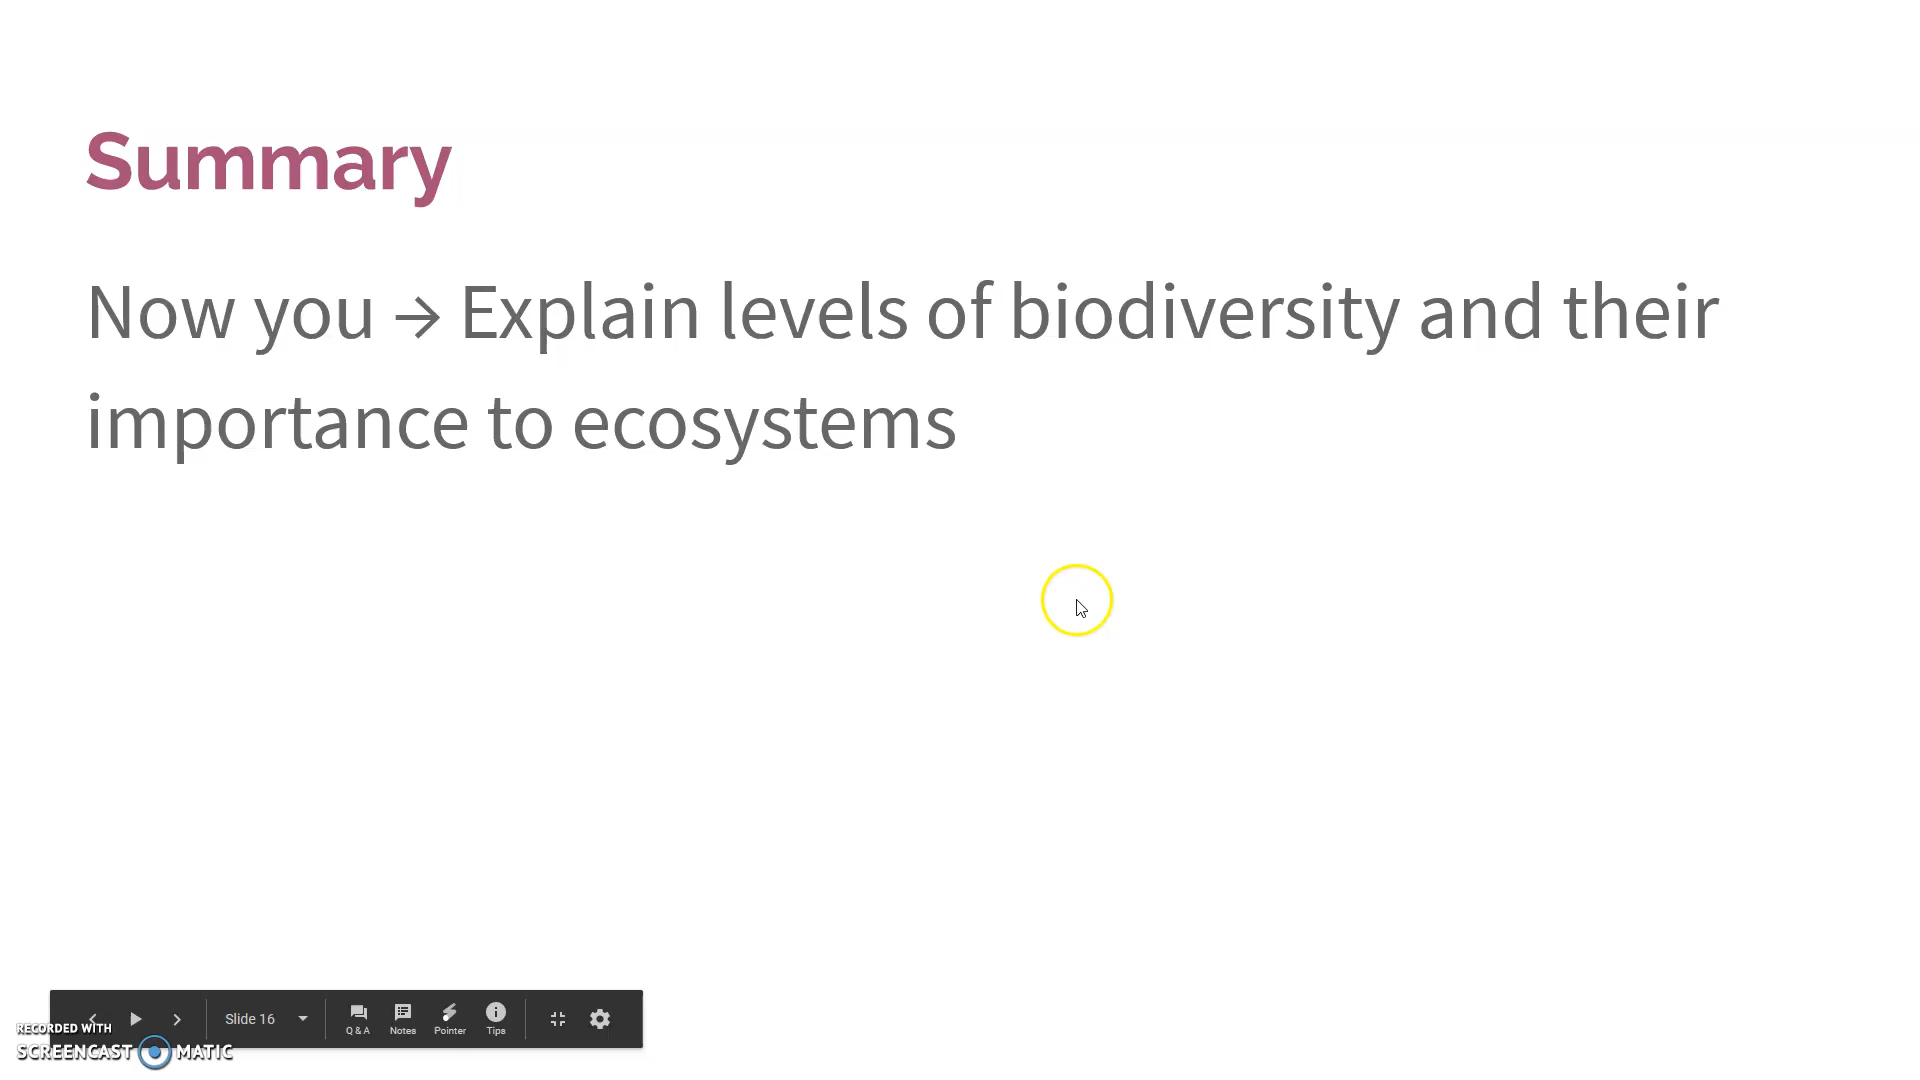 Summary
Now you → Explain levels of biodiversity and their
importance to ecosystems
Slide 16
Q & A
Notes
Pointer
Tips
RECORDED WITH
SCREENCAST MATIC